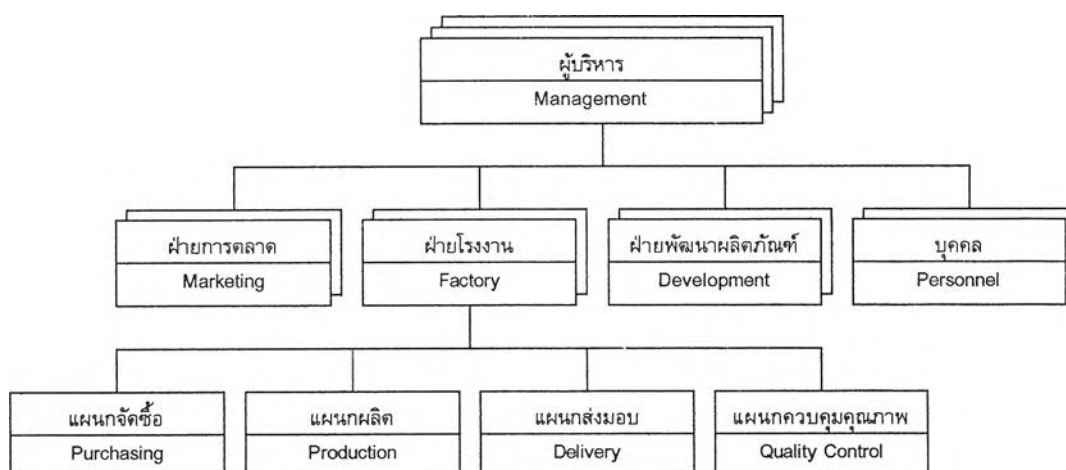 ผู้บริหาร
Management
ฝ่ายการตลาด
Marketing
ฝ่ายโรงงาน
Factory
ฝ่ายพัฒนาผลิตภัณฑ์
Development
บุคคล
Personnel
แผนกจัดซื้อ
Purchasing
แผนกผลิต
Production
แผนกส่งมอบ
Delivery
แผนกควบคุมคุณภาพ
Quality Control